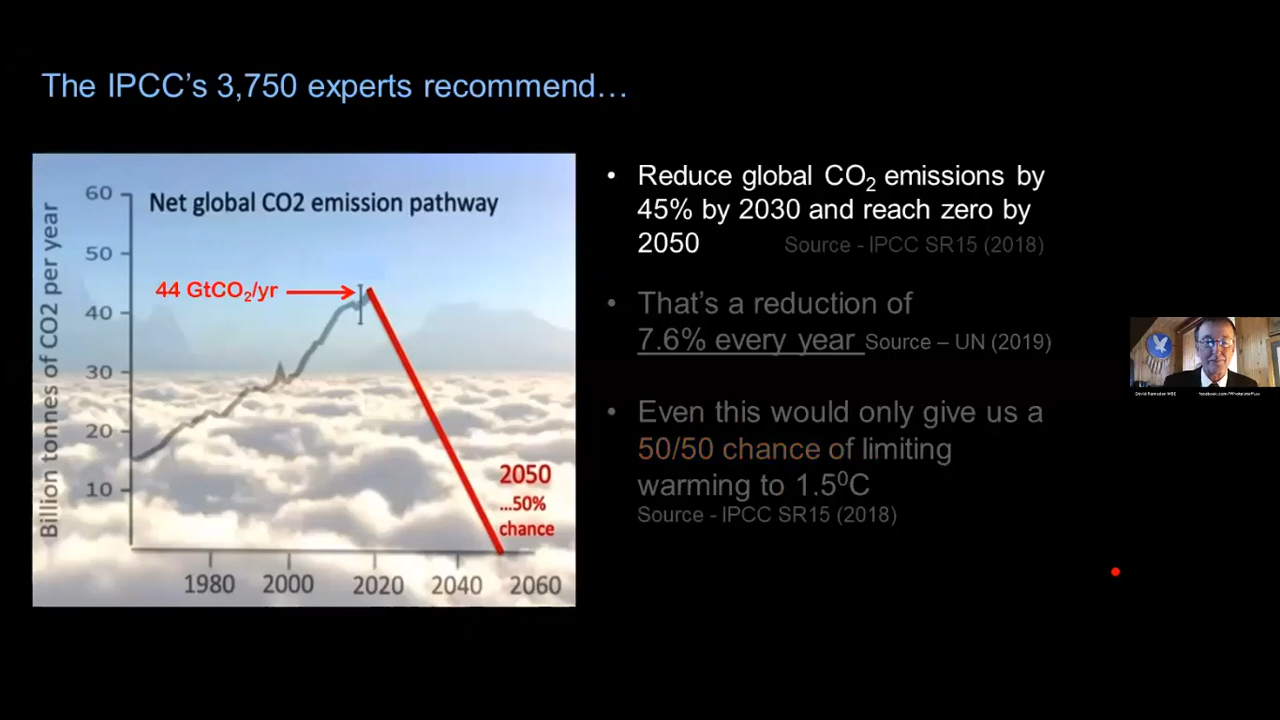 The IPCC's 3,750 experts recommend…
Net global CO2 emission pathway
Billion tonnes of CO2 per year
60
50
40
30
20
10
44 GtCO₂/yr
2050
...50%
chance
1980 2000 2020 2040 2060
• Reduce global CO₂ emissions by
45% by 2030 and reach zero by
2050 Source - IPCC SR15 (2018)
• That's a reduction of
7.6% every year Source – UN (2019)
• Even this would only give us a
50/50 chance of limiting
warming to 1.5⁰C
Source - IPCC SR15 (2018)
David Ramsden MBE